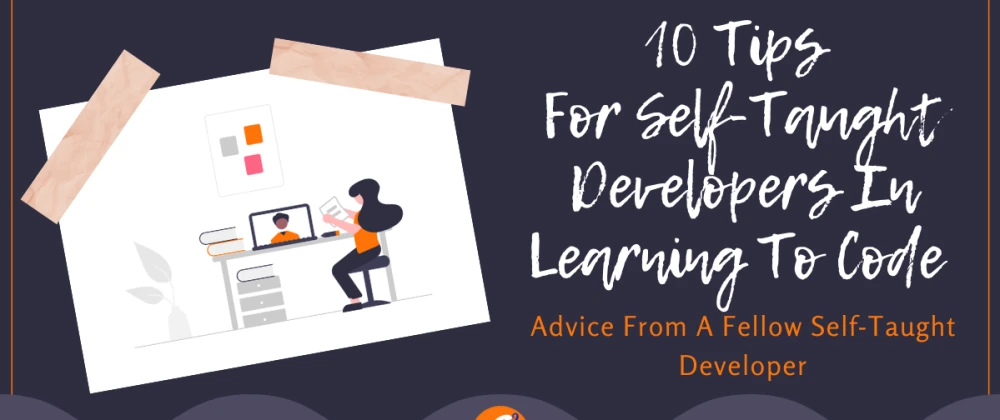 10 Tips
For Self-Taught
Developers In
Learning To Code
Advice From A Fellow Self-Taught
Developer